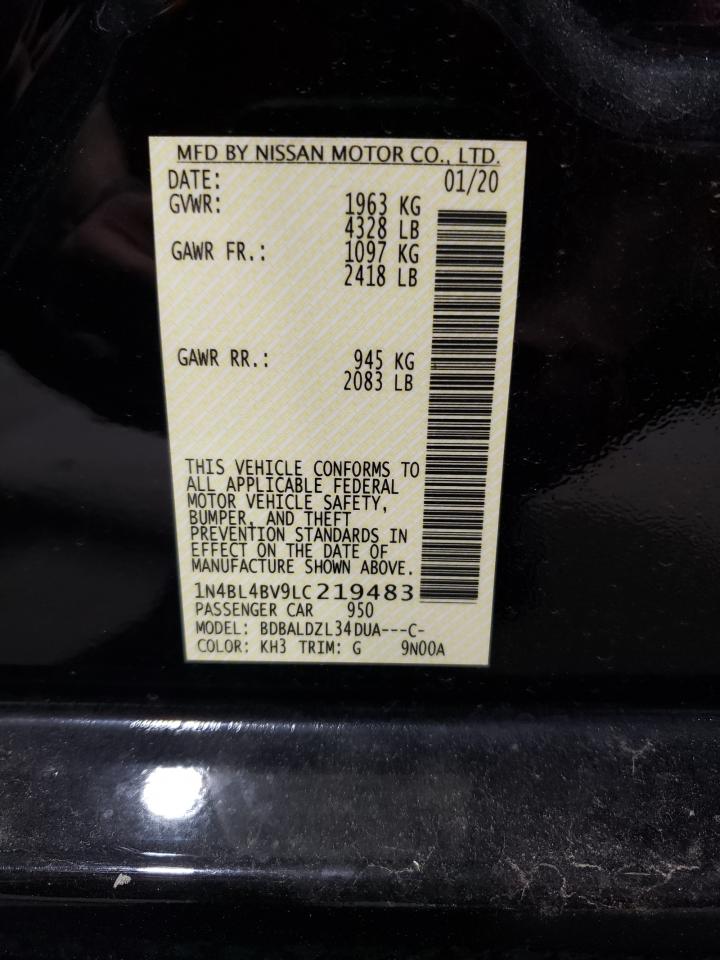 MFD BY NISSAN MOTOR CO., LTD.
DATE: 01/20
GVWR: 1963 KG
4328 LB
GAWR FR.: 1097 KG
2418 LB
GAWR RR.: 945 KG
2083 LB
THIS VEHICLE CONFORMS TO
ALL APPLICABLE FEDERAL
MOTOR VEHICLE SAFETY,
BUMPER, AND THEFT
PREVENTION STANDARDS IN
EFFECT ON THE DATE OF
MANUFACTURE SHOWN ABOVE.
1N4BL4BV9LC219483
PASSENGER CAR 950
MODEL: BDBALDZL34DUA---C-
COLOR: KH3 TRIM: G 9N00A